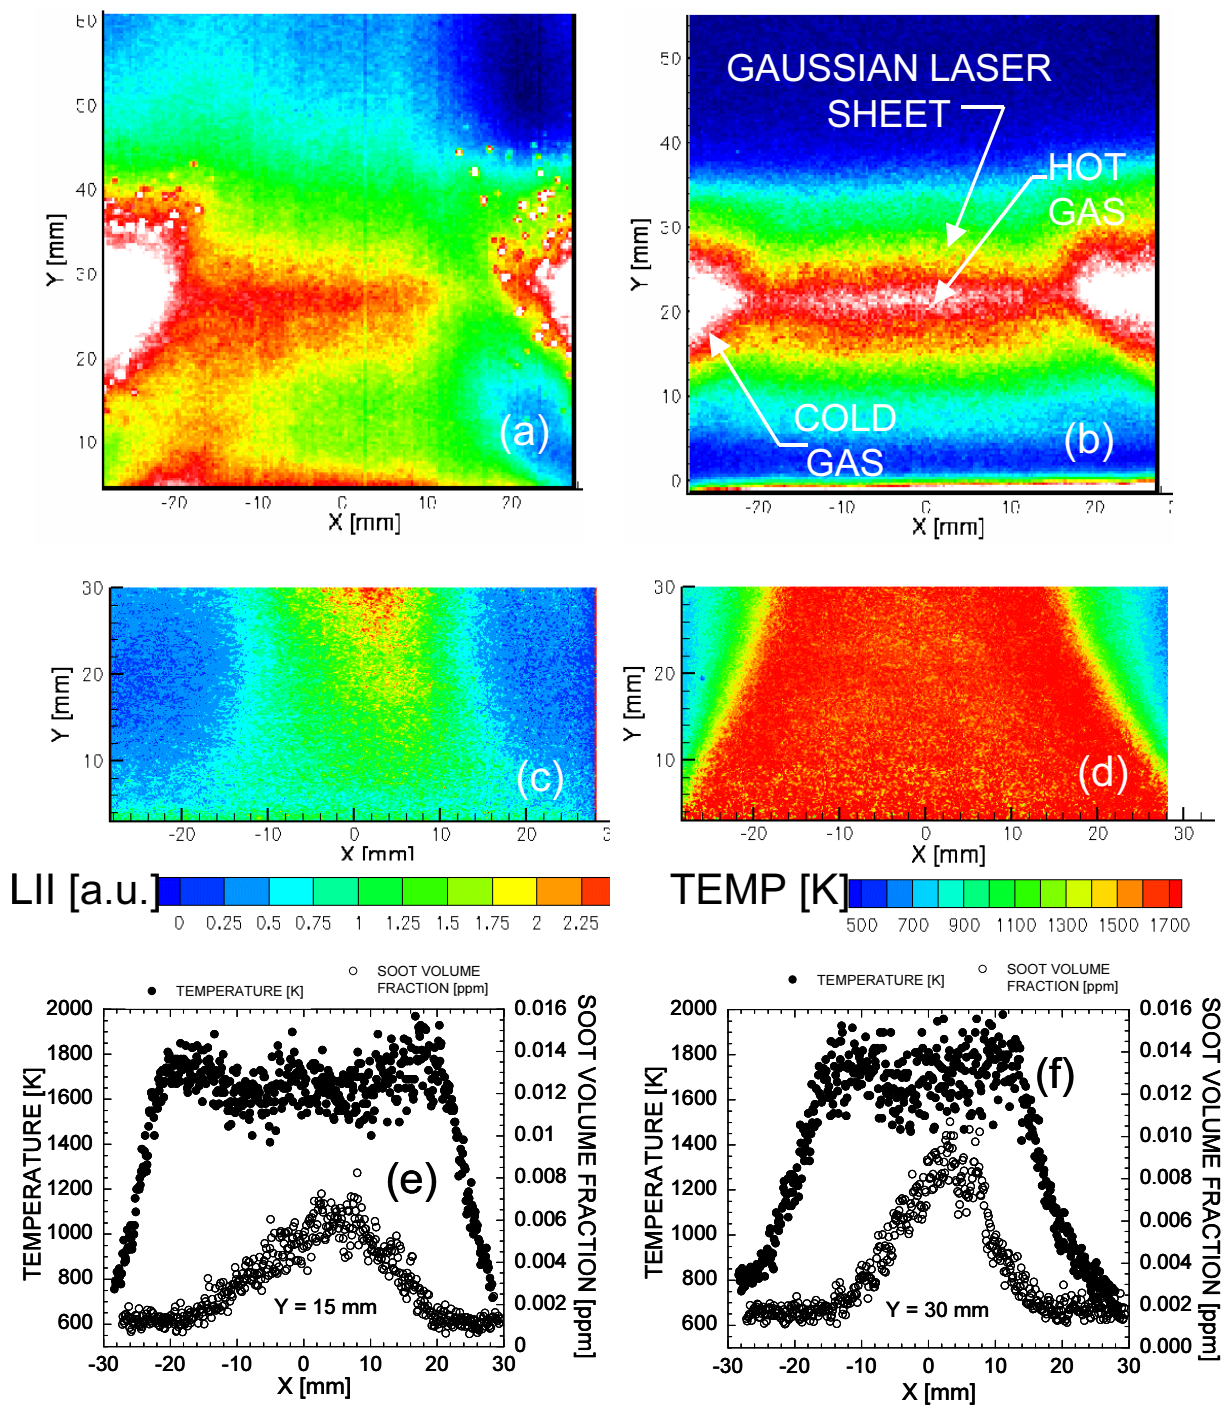 60
50
40
30
20
10
Y [mm]
-20
-10
0
10
20
X [mm]
(a)
50
40
30
20
10
0
Y [mm]
-20
-10
0
10
20
X [mm]
GAUSSIAN LASER
SHEET
HOT
GAS
COLD
GAS
(b)
30
20
10
Y [mm]
-20
-10
0
10
20
X [mm]
(c)
30
20
10
Y [mm]
-20
-10
0
10
20
30
X [mm]
(d)
LII [a.u.]
0 0.25 0.5 0.75 1 1.25 1.5 1.75 2 2.25
TEMP [K]
500 700 900 1100 1300 1500 1700
TEMPERATURE [K]
SOOT VOLUME
FRACTION [ppm]
2000
1800
1600
1400
1200
1000
800
600
TEMPERATURE [K]
0.016
0.014
0.012
0.01
0.008
0.006
0.004
0.002
0
SOOT VOLUME FRACTION [ppm]
(e)
Y = 15 mm
-30 -20 -10 0 10 20 30
X [mm]
TEMPERATURE [K]
SOOT VOLUME
FRACTION [ppm]
2000
1800
1600
1400
1200
1000
800
600
TEMPERATURE [K]
0.016
0.014
0.012
0.010
0.008
0.006
0.004
0.002
0.000
SOOT VOLUME FRACTION [ppm]
(f)
Y = 30 mm
-30 -20 -10 0 10 20 30
X [mm]